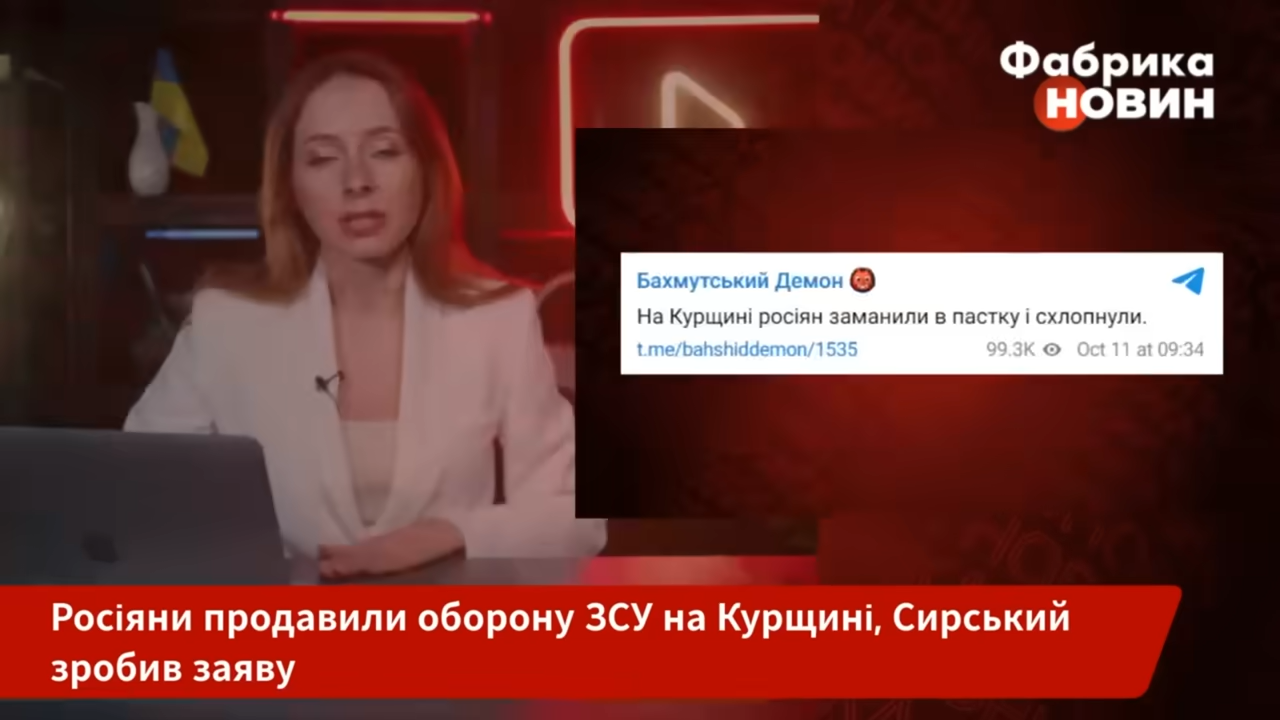 Фабрика
НОВИН
Бахмутський Демон
На Курщині росіян заманили в пастку і схлопнули.
t.me/bahshiddemon/1535 99.3K Oct 11 at 09:34
Росіяни продавили оборону ЗСУ на Курщині, Сирський
зробив заяву